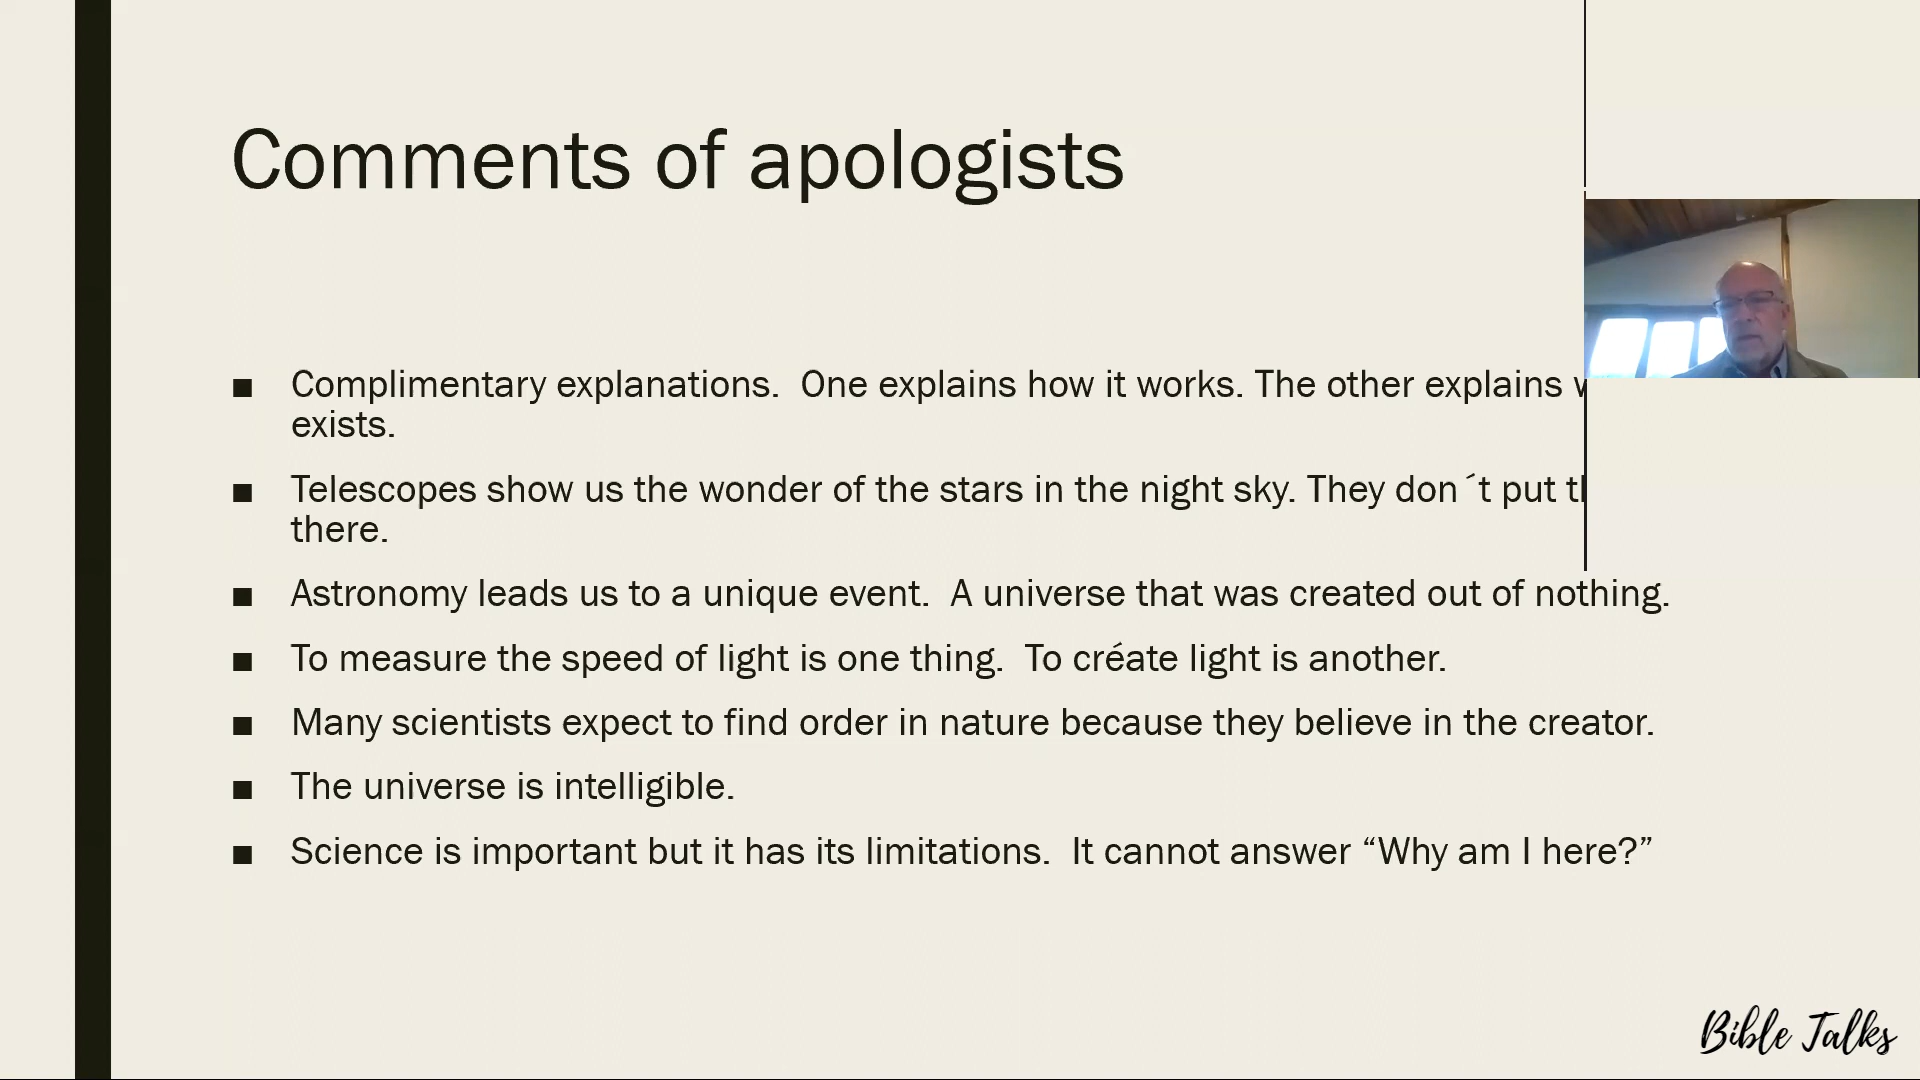 Comments of apologists
■ Complimentary explanations.  One explains how it works. The other explains
exists.
■ Telescopes show us the wonder of the stars in the night sky. They don´t put
there.
■ Astronomy leads us to a unique event.  A universe that was created out of nothing.
■ To measure the speed of light is one thing.  To créate light is another.
■ Many scientists expect to find order in nature because they believe in the creator.
■ The universe is intelligible.
■ Science is important but it has its limitations.  It cannot answer “Why am I here?”
Bible Talks